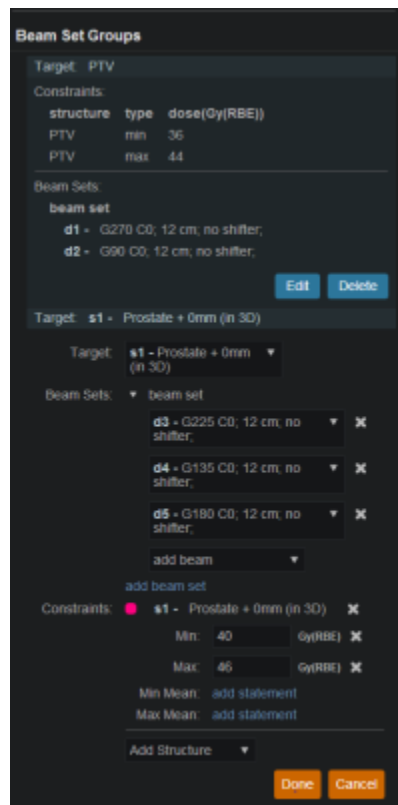 Beam Set Groups
Target: PTV
Constraints:
structure type dose(Gy(RBE))
PTV min 36
PTV max 44
Beam Sets:
beam set
d1 - G270 C0; 12 cm; no shifter;
d2 - G90 C0; 12 cm; no shifter;
Edit Delete
Target: s1 - Prostate + 0mm (in 3D)
Target: s1 - Prostate + 0mm
(in 3D)
Beam Sets: beam set
d3 - G225 C0; 12 cm; no
shifter;
d4 - G135 C0; 12 cm; no
shifter;
d5 - G180 C0; 12 cm; no
shifter;
add beam
add beam set
Constraints: s1 - Prostate + 0mm (in 3D)
Min: 40 Gy(RBE)
Max: 46 Gy(RBE)
Min Mean: add statement
Max Mean: add statement
Add Structure
Done Cancel